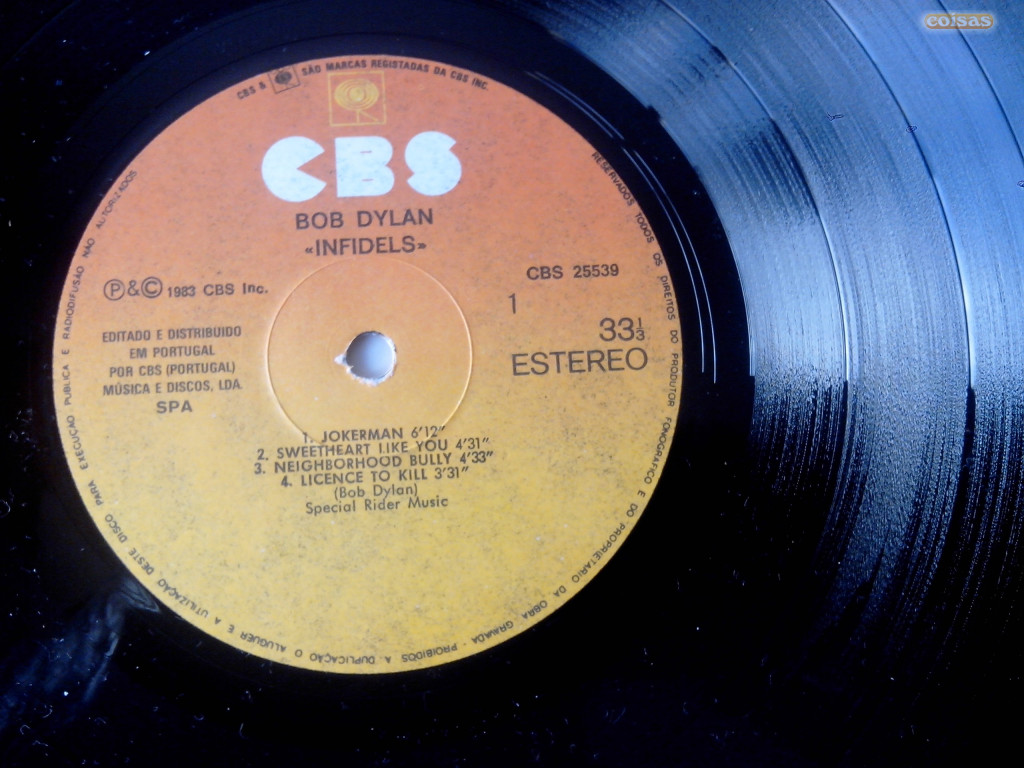 coisas
CBS & SÃO MARCAS REGISTADAS DA CBS INC.
CBS
BOB DYLAN
«INFIDELS»
℗&© 1983 CBS Inc.
CBS 25539
1
33⅓
ESTEREO
EDITADO E DISTRIBUIDO
EM PORTUGAL
POR CBS (PORTUGAL)
MÚSICA E DISCOS, LDA.
SPA
1. JOKERMAN 6'12"
2. SWEETHEART LIKE YOU 4'31"
3. NEIGHBORHOOD BULLY 4'33"
4. LICENCE TO KILL 3'31"
(Bob Dylan)
Special Rider Music
RESERVADOS TODOS OS DIREITOS DO PRODUTOR FONOGRÁFICO E DO PROPRIETÁRIO DA OBRA GRAVADA - PROIBIDOS A DUPLICAÇÃO O ALUGUER E A UTILIZAÇÃO DESTE DISCO PARA EXECUÇÃO PUBLICA E RADIODIFUSÃO NÃO AUTORIZADOS